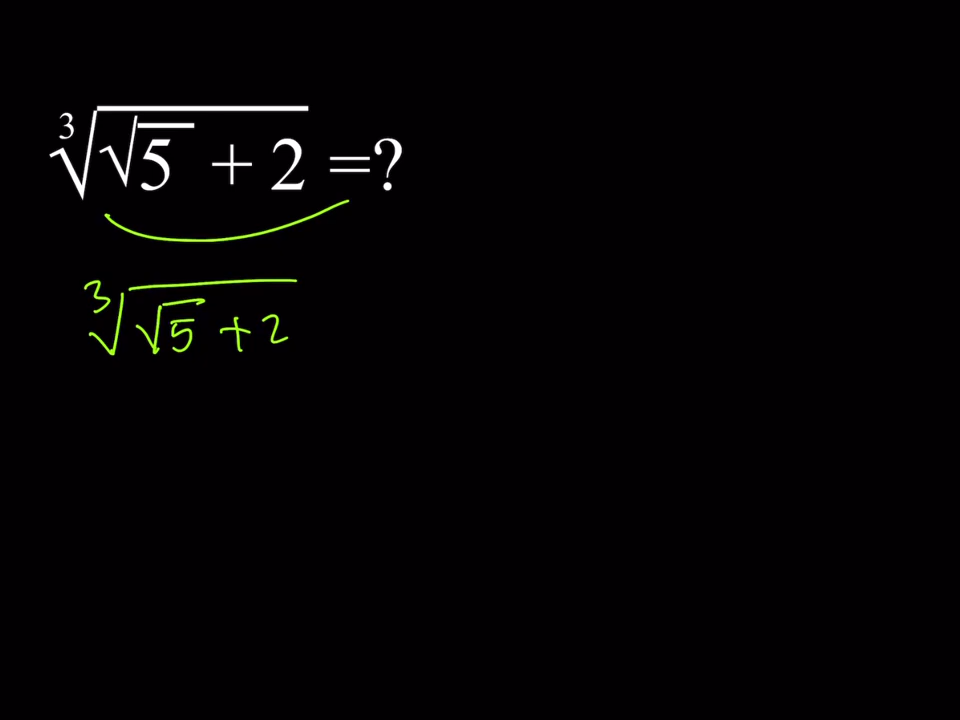 ∛(√5 + 2) =?
∛(√5 + 2)